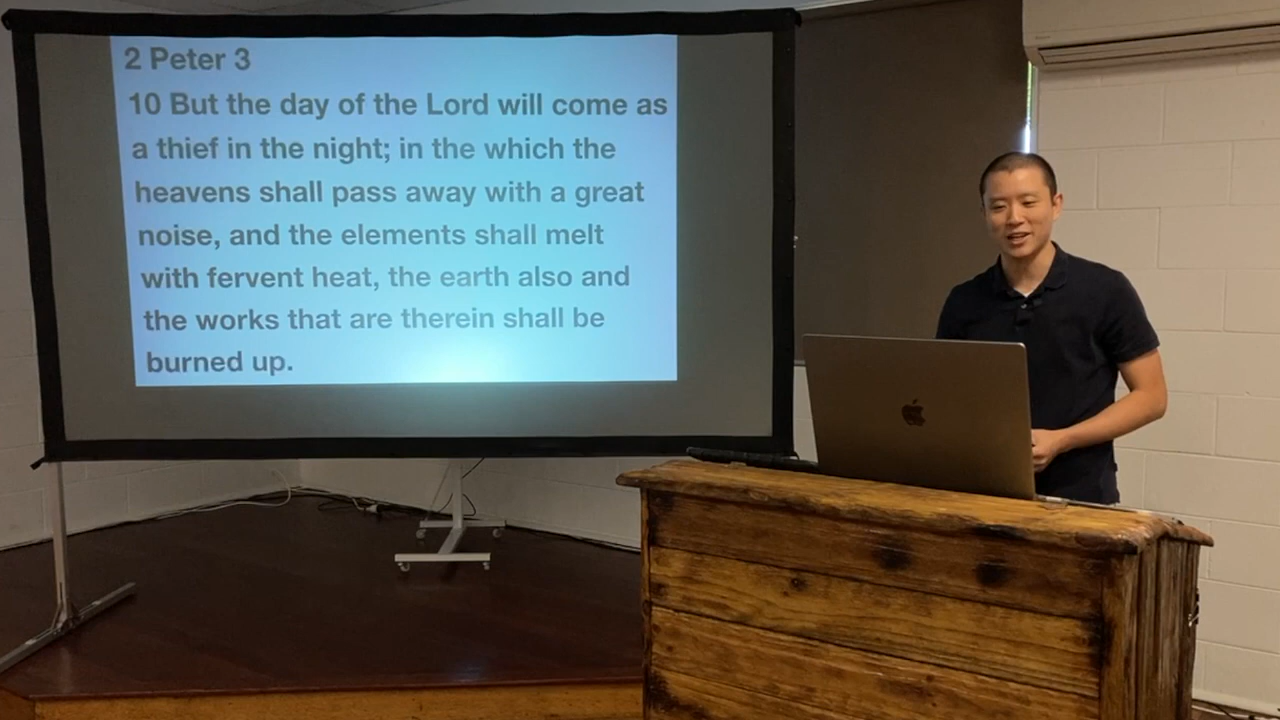 2 Peter 3
10 But the day of the Lord will come as
a thief in the night; in the which the
heavens shall pass away with a great
noise, and the elements shall melt
with fervent heat, the earth also and
the works that are therein shall be
burned up.